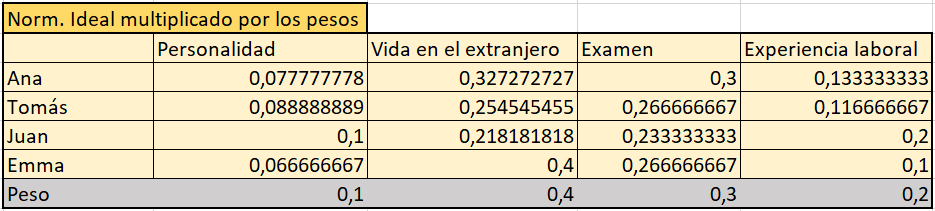 Norm. Ideal multiplicado por los pesos
Personalidad Vida en el extranjero Examen Experiencia laboral
Ana 0,077777778 0,327272727 0,3 0,133333333
Tomás 0,088888889 0,254545455 0,266666667 0,116666667
Juan 0,1 0,218181818 0,233333333 0,2
Emma 0,066666667 0,4 0,266666667 0,1
Peso 0,1 0,4 0,3 0,2